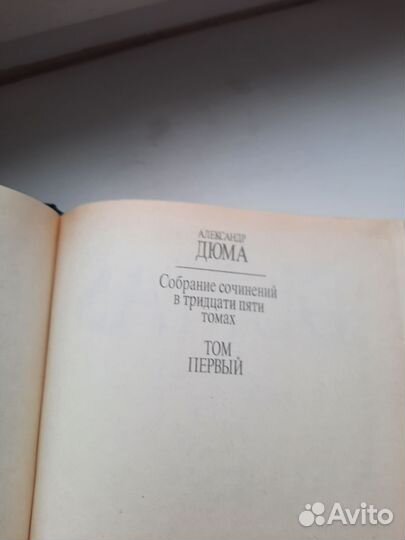 АЛЕКСАНДР
ДЮМА
Собрание сочинений
в тридцати пяти
томах
ТОМ
ПЕРВЫЙ
Avito